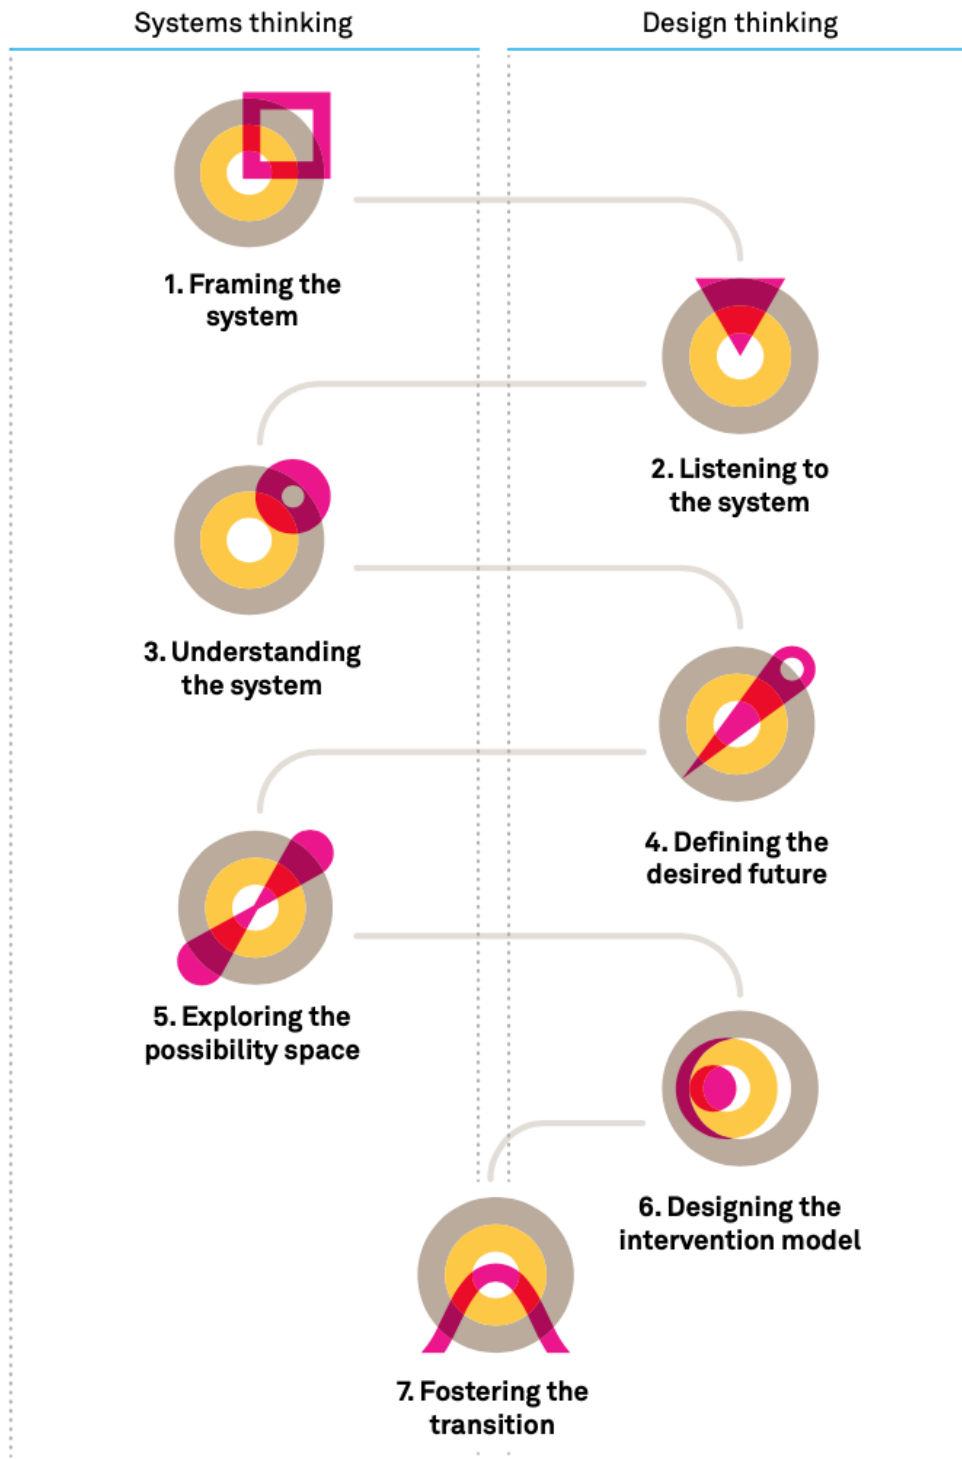 Systems thinking
Design thinking
1. Framing the
system
2. Listening to
the system
3. Understanding
the system
4. Defining the
desired future
5. Exploring the
possibility space
6. Designing the
intervention model
7. Fostering the
transition